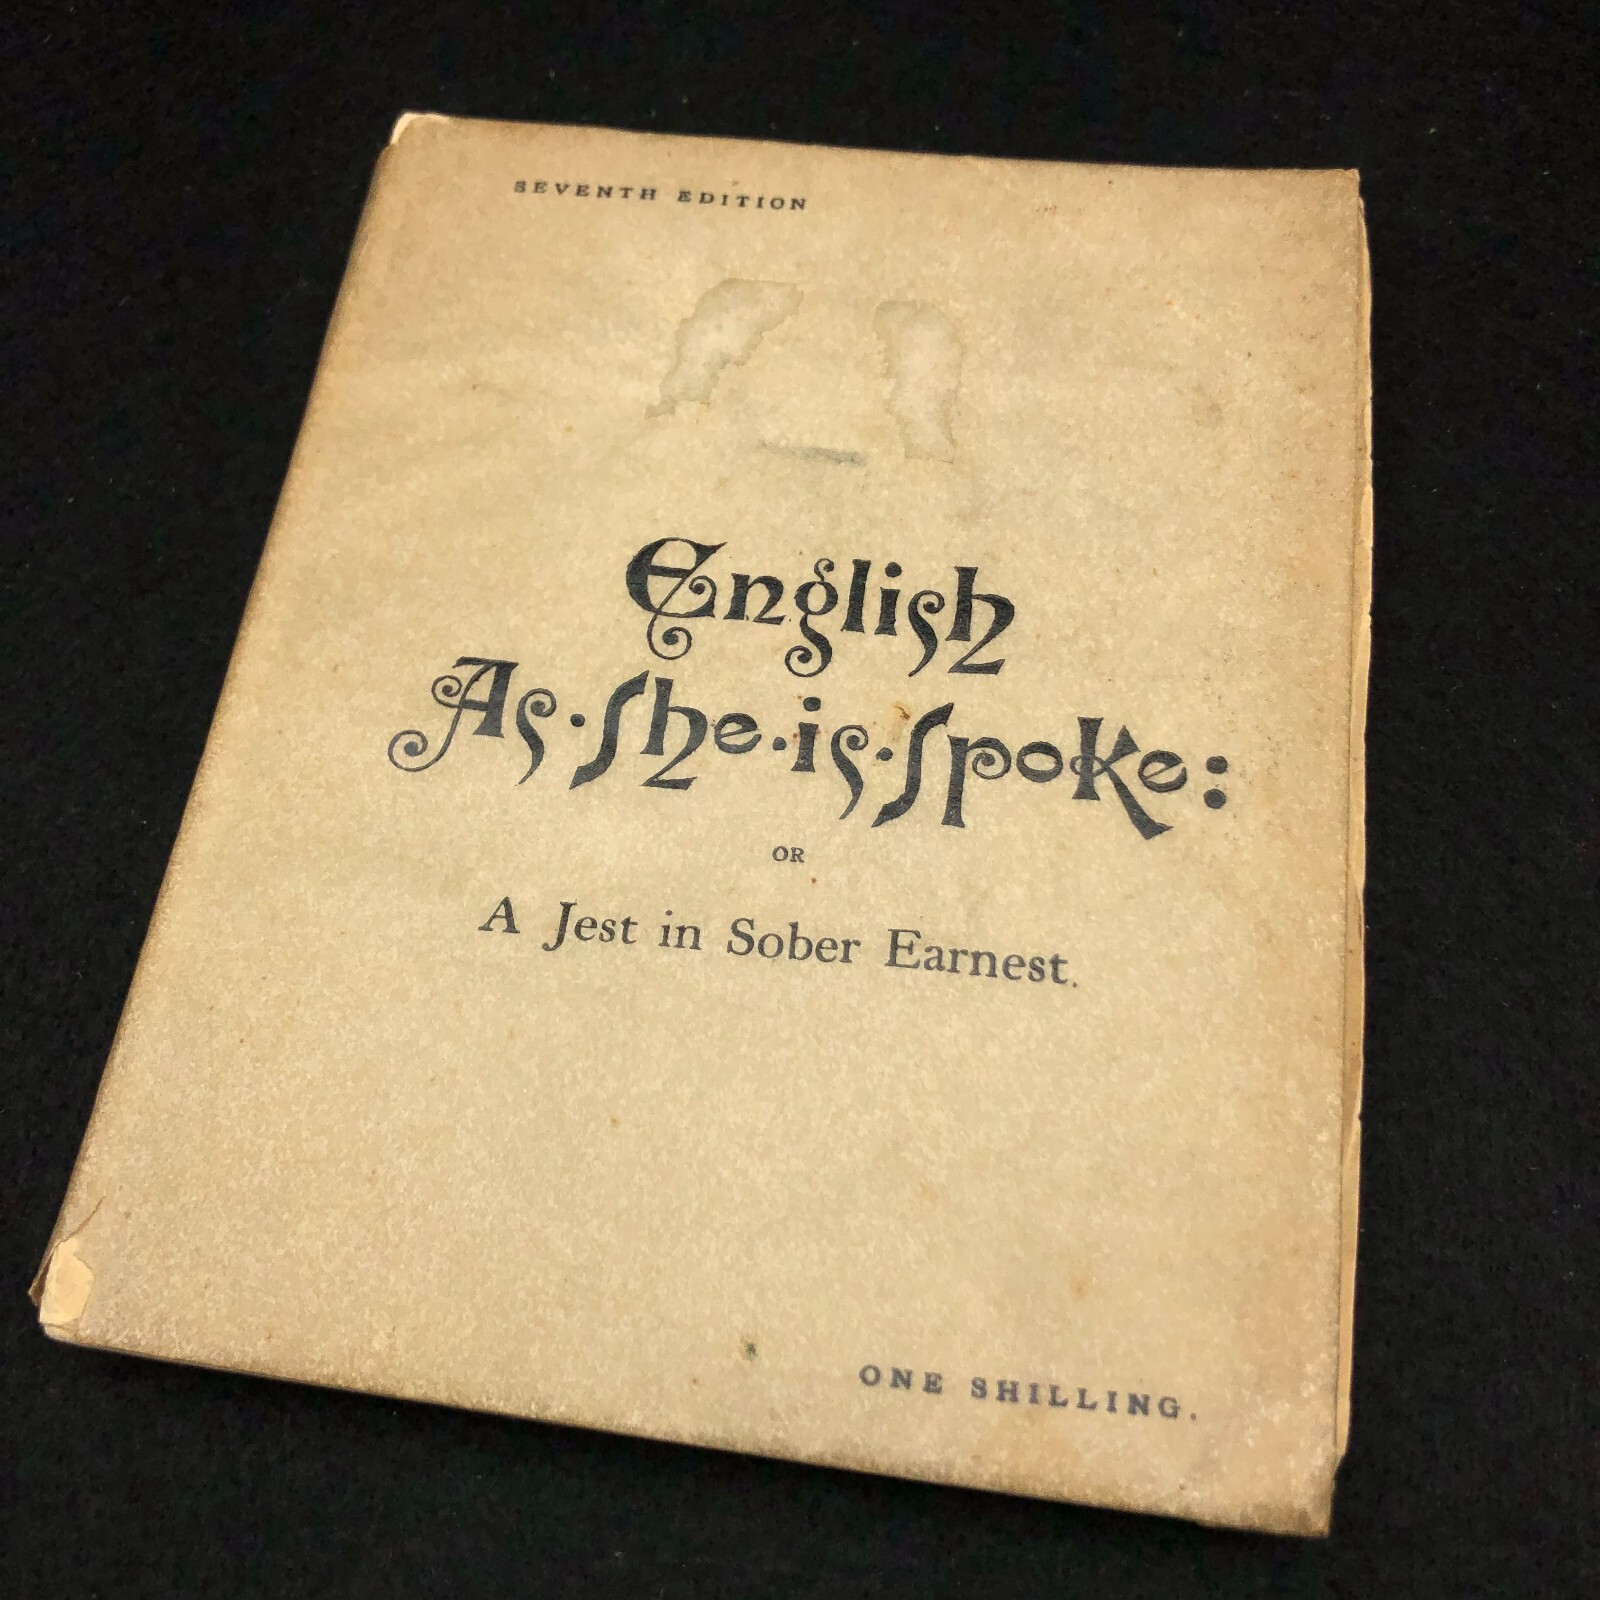 SEVENTH EDITION
English
As·She·is·Spoke:
OR
A Jest in Sober Earnest.
ONE SHILLING.